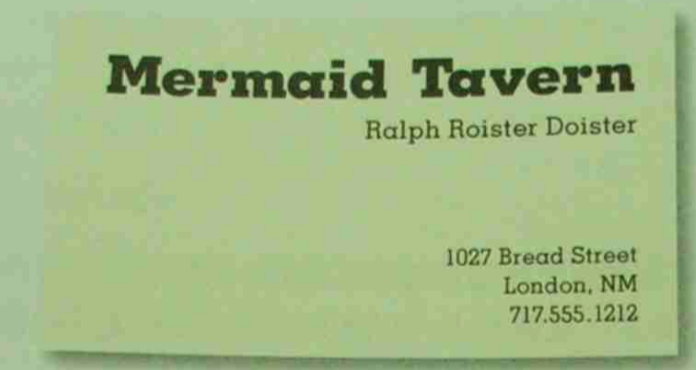 Mermaid Tavern
Ralph Roister Doister
1027 Bread Street
London, NM
717.555.1212